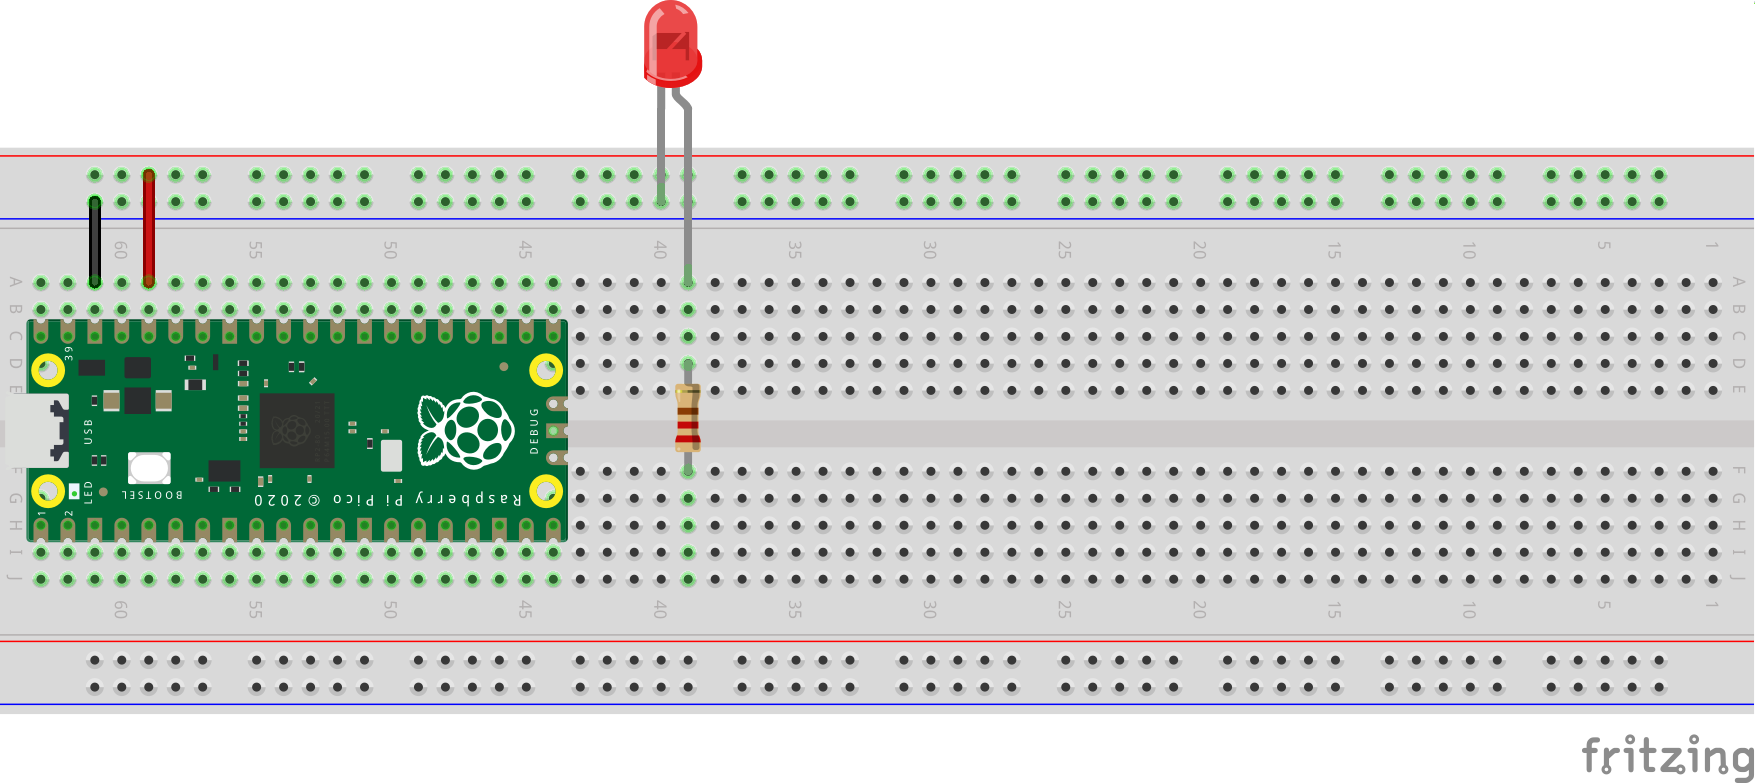 60 55 50 45 40 35 30 25 20 15 10 5 1
A A
B B
C C
D D
E E
39
USB
DEBUG
F F
G G
H H
I I
J J
LED
BOOTSEL
Raspberry Pi Pico © 2020
1
2
60 55 50 45 40 35 30 25 20 15 10 5 1
fritzing